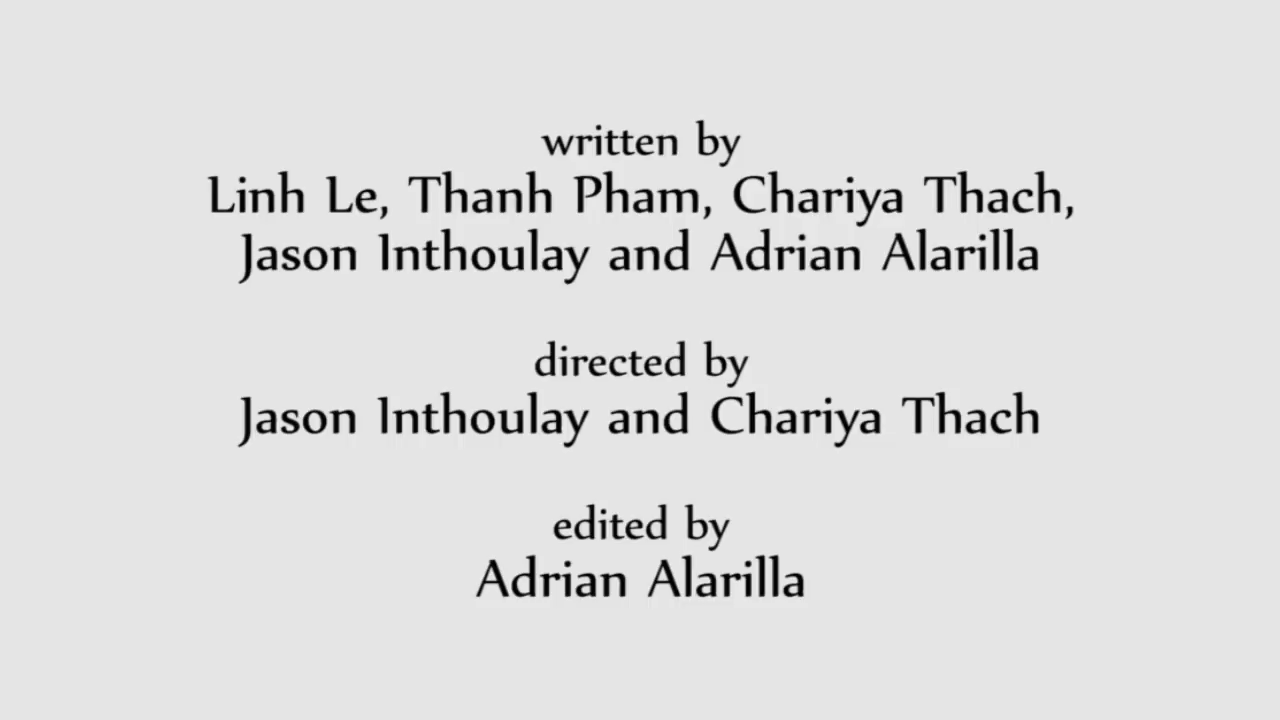 written by
Linh Le, Thanh Pham, Chariya Thach,
Jason Inthoulay and Adrian Alarilla
directed by
Jason Inthoulay and Chariya Thach
edited by
Adrian Alarilla